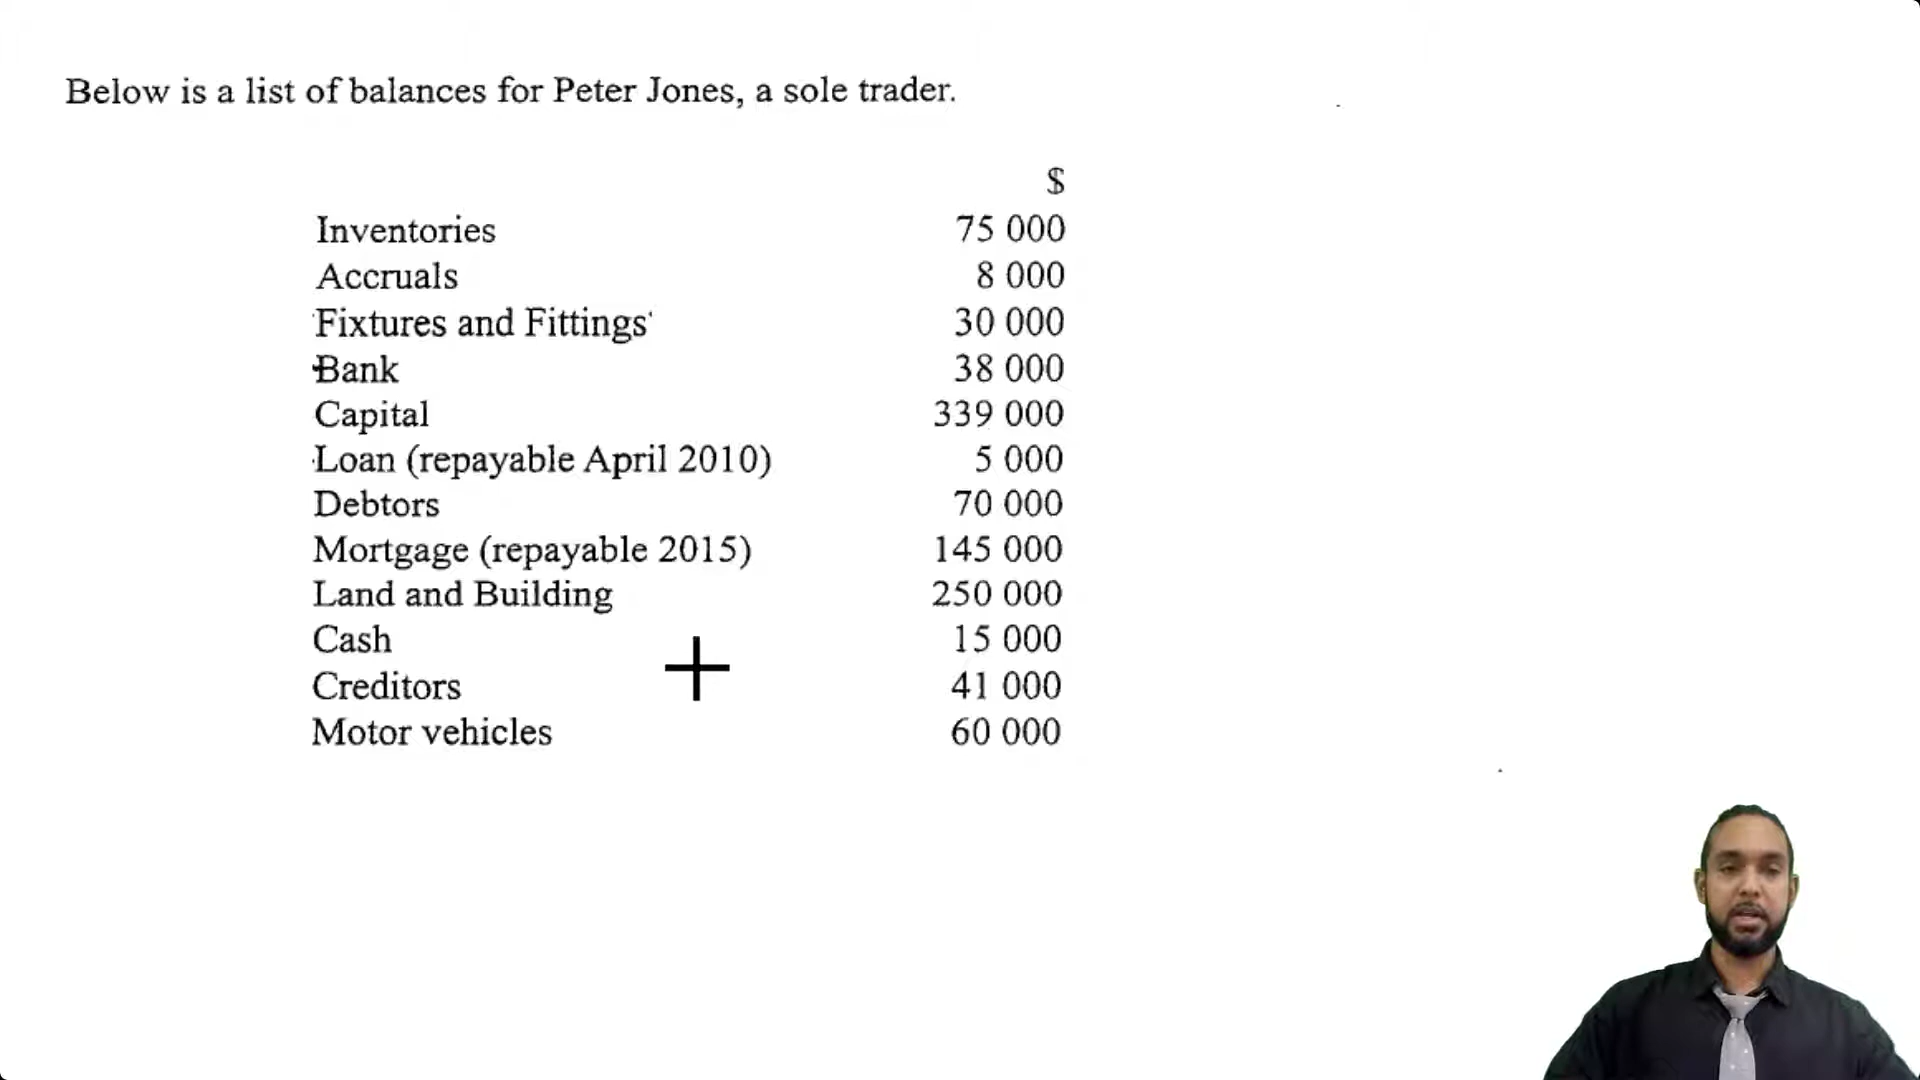 Below is a list of balances for Peter Jones, a sole trader.
$
Inventories 75 000
Accruals 8 000
Fixtures and Fittings 30 000
Bank 38 000
Capital 339 000
Loan (repayable April 2010) 5 000
Debtors 70 000
Mortgage (repayable 2015) 145 000
Land and Building 250 000
Cash 15 000
Creditors 41 000
Motor vehicles 60 000